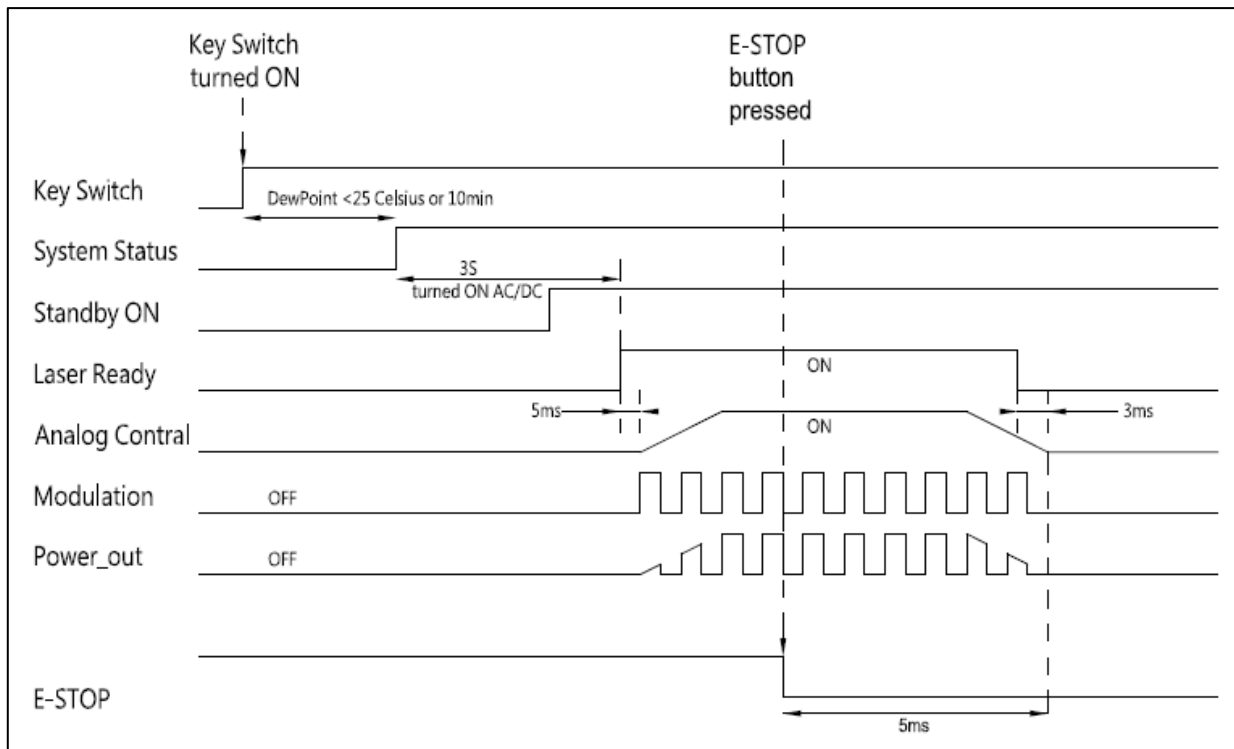 Key Switch
turned ON
E-STOP
button
pressed
Key Switch
DewPoint <25 Celsius or 10min
System Status
3S
turned ON AC/DC
Standby ON
Laser Ready
ON
5ms
3ms
Analog Contral
ON
Modulation
OFF
Power_out
OFF
E-STOP
5ms